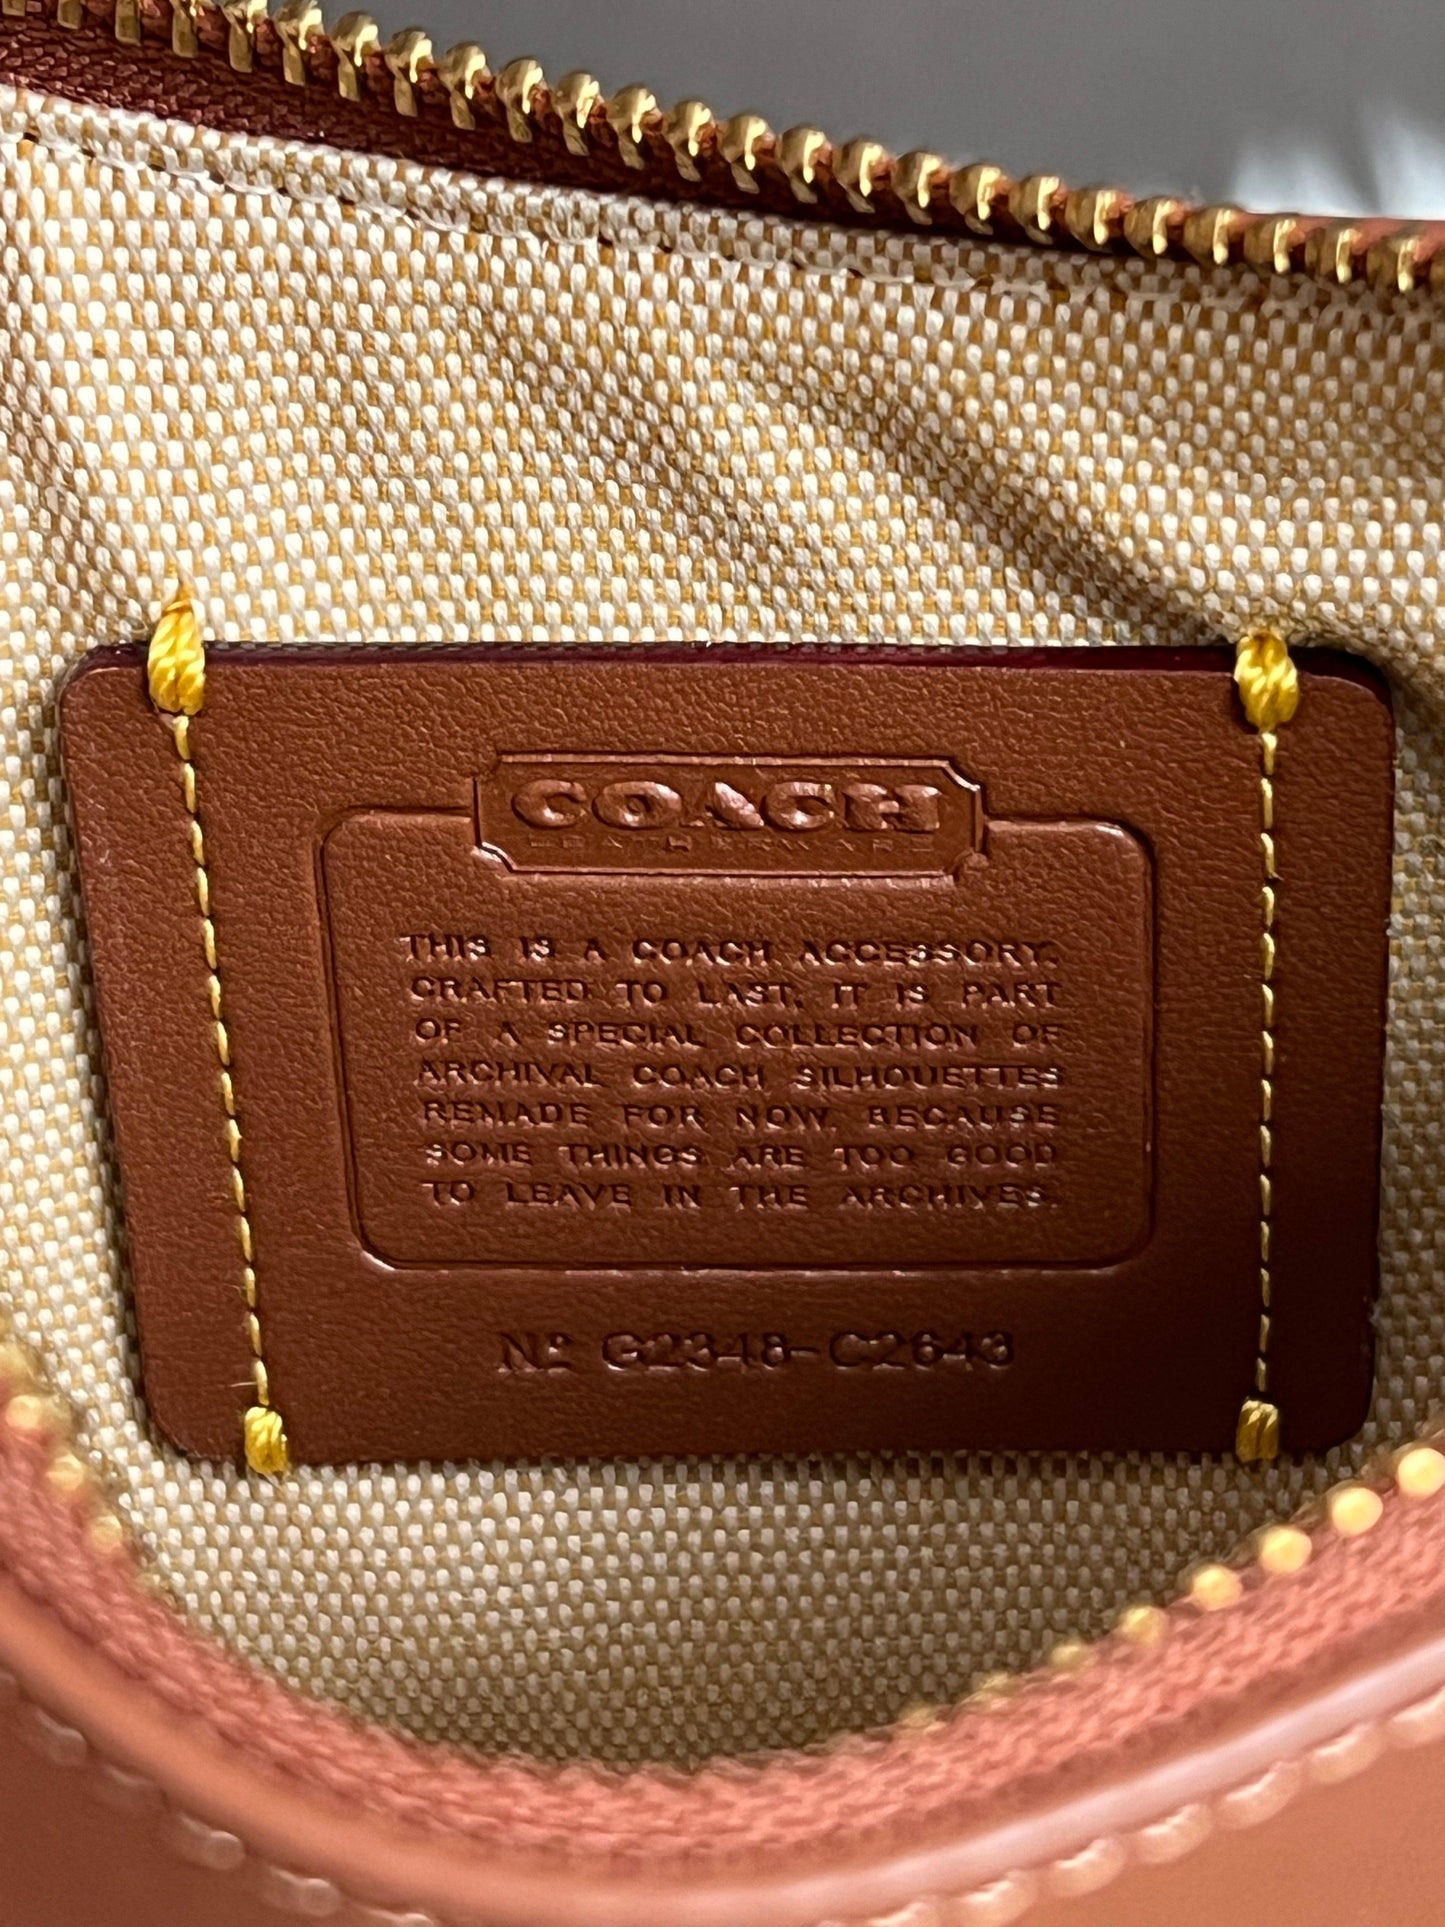 COACH
LEATHERWARE
THIS IS A COACH ACCESSORY.
CRAFTED TO LAST, IT IS PART
OF A SPECIAL COLLECTION OF
ARCHIVAL COACH SILHOUETTES
REMADE FOR NOW. BECAUSE
SOME THINGS ARE TOO GOOD
TO LEAVE IN THE ARCHIVES.
Nº G2348-C2643